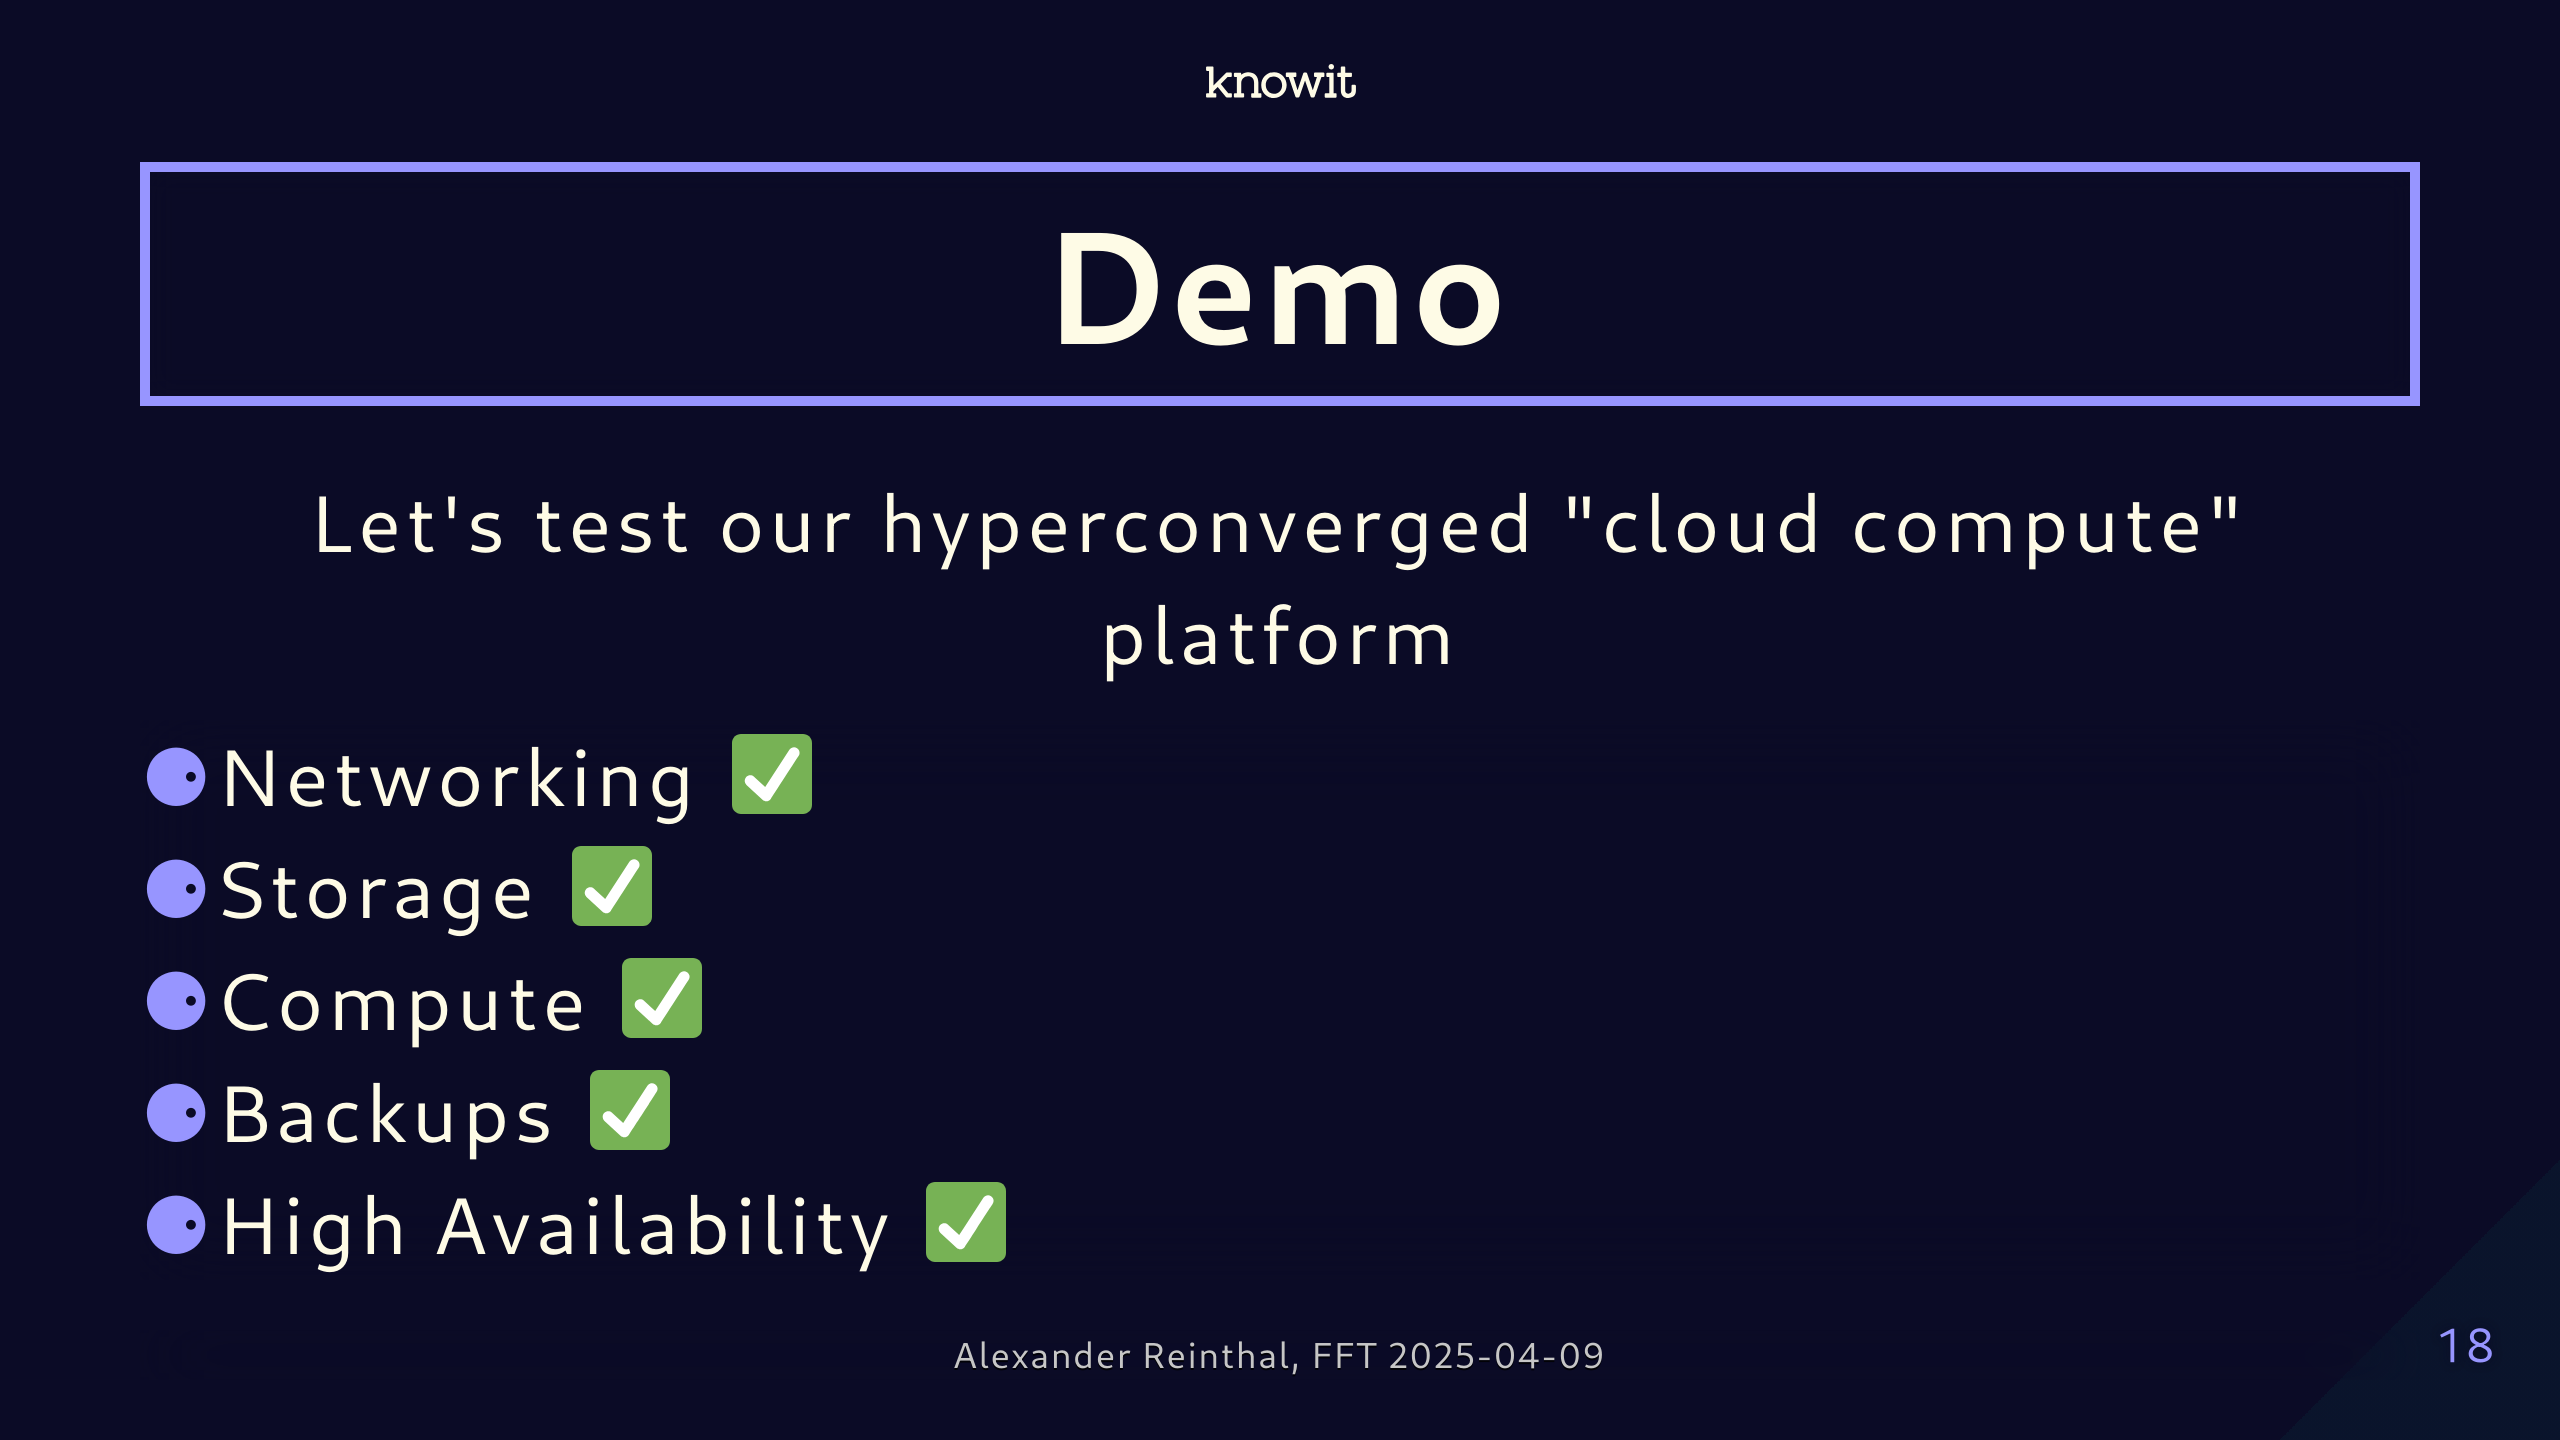 knowit
Demo
Let's test our hyperconverged "cloud compute"
platform
Networking ✅
Storage ✅
Compute ✅
Backups ✅
High Availability ✅
Alexander Reinthal, FFT 2025-04-09
18